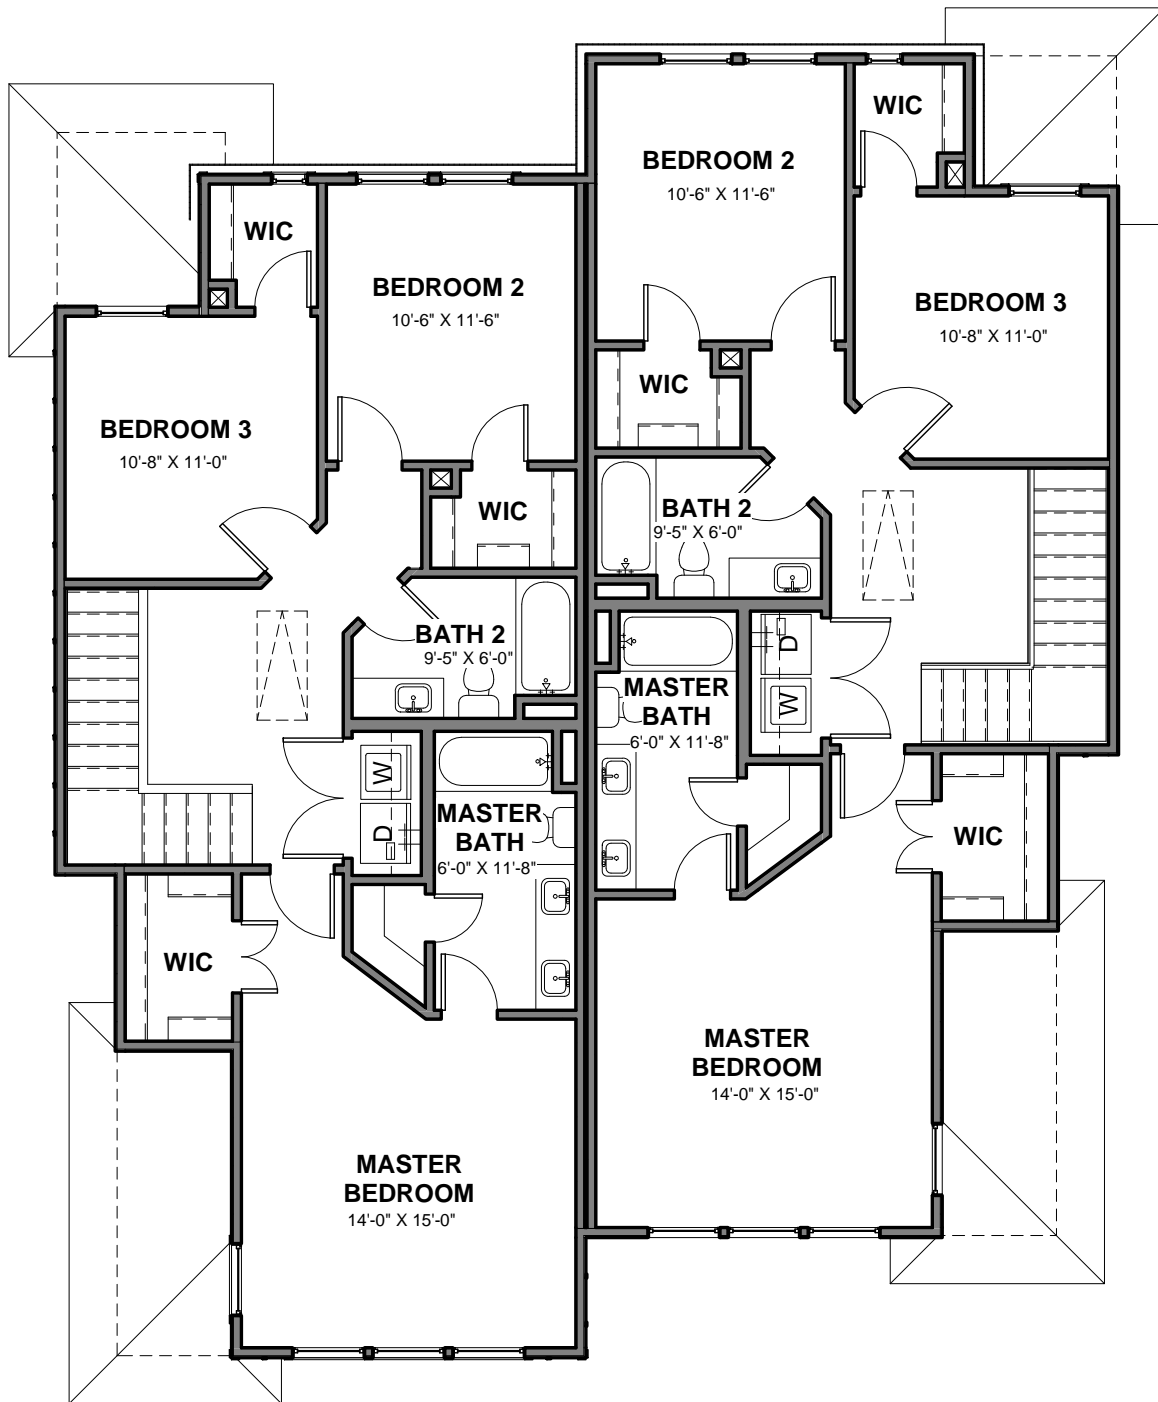 WIC
BEDROOM 2
10'-6" X 11'-6"
WIC
BEDROOM 2
10'-6" X 11'-6"
BEDROOM 3
10'-8" X 11'-0"
WIC
BEDROOM 3
10'-8" X 11'-0"
WIC
BATH 2
9'-5" X 6'-0"
BATH 2
9'-5" X 6'-0"
D
W
MASTER
BATH
6'-0" X 11'-8"
W
D
MASTER
BATH
6'-0" X 11'-8"
WIC
WIC
MASTER
BEDROOM
14'-0" X 15'-0"
MASTER
BEDROOM
14'-0" X 15'-0"